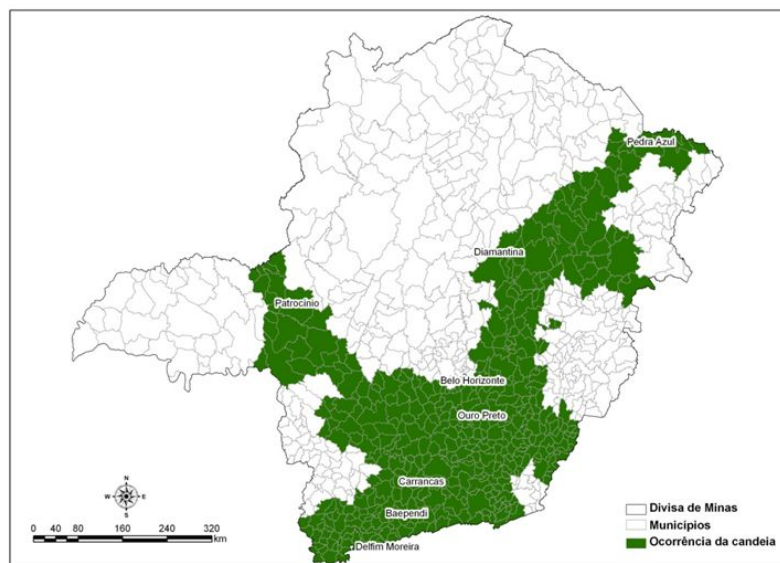 Pedra Azul
Diamantina
Patrocínio
Belo Horizonte
Ouro Preto
Carrancas
Baependi
Delfim Moreira
N
W E
S
0 40 80 160 240 320
km
Divisa de Minas
Municípios
Ocorrência da candeia